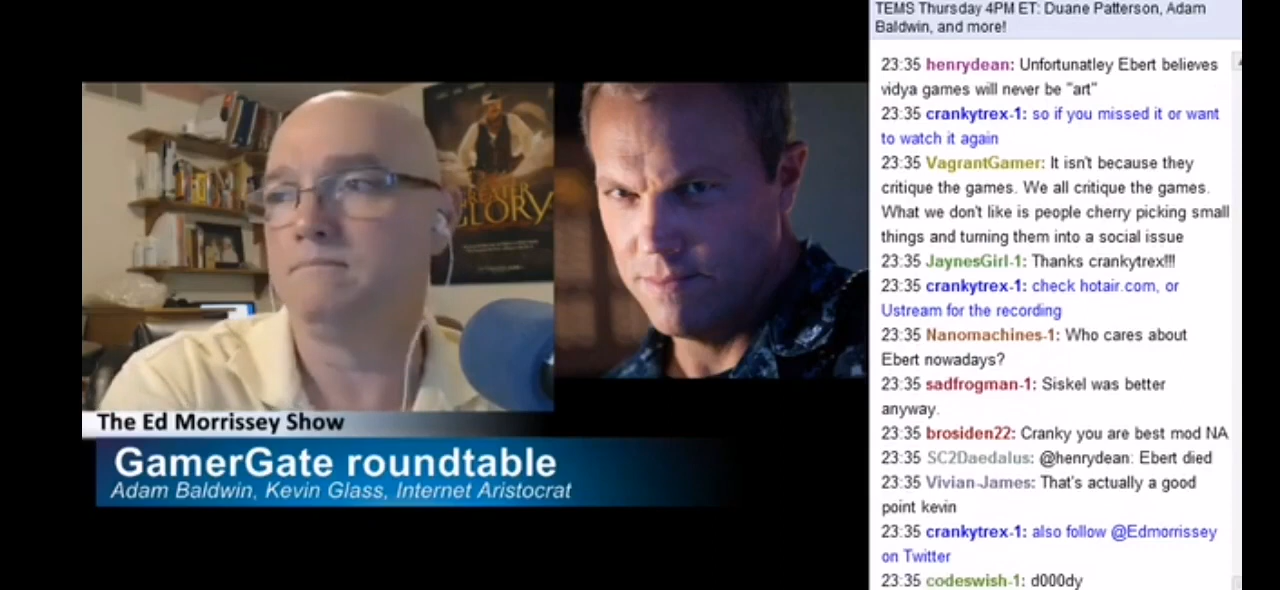 TEMS Thursday 4PM ET: Duane Patterson, Adam
Baldwin, and more!
23:35 henrydean: Unfortunatley Ebert believes
vidya games will never be "art"
23:35 crankytrex-1: so if you missed it or want
to watch it again
23:35 VagrantGamer: It isn't because they
critique the games. We all critique the games.
What we don't like is people cherry picking small
things and turning them into a social issue
23:35 JaynesGirl-1: Thanks crankytrex!!!
23:35 crankytrex-1: check hotair.com, or
Ustream for the recording
23:35 Nanomachines-1: Who cares about
Ebert nowadays?
23:35 sadfrogman-1: Siskel was better
anyway.
23:35 brosiden22: Cranky you are best mod NA
23:35 SC2Daedalus: @henrydean: Ebert died
23:35 Vivian-James: That's actually a good
point kevin
23:35 crankytrex-1: also follow @Edmorrissey
on Twitter
23:35 codeswish-1: d000dy
GREATER
GLORY
The Ed Morrissey Show
GamerGate roundtable
Adam Baldwin, Kevin Glass, Internet Aristocrat